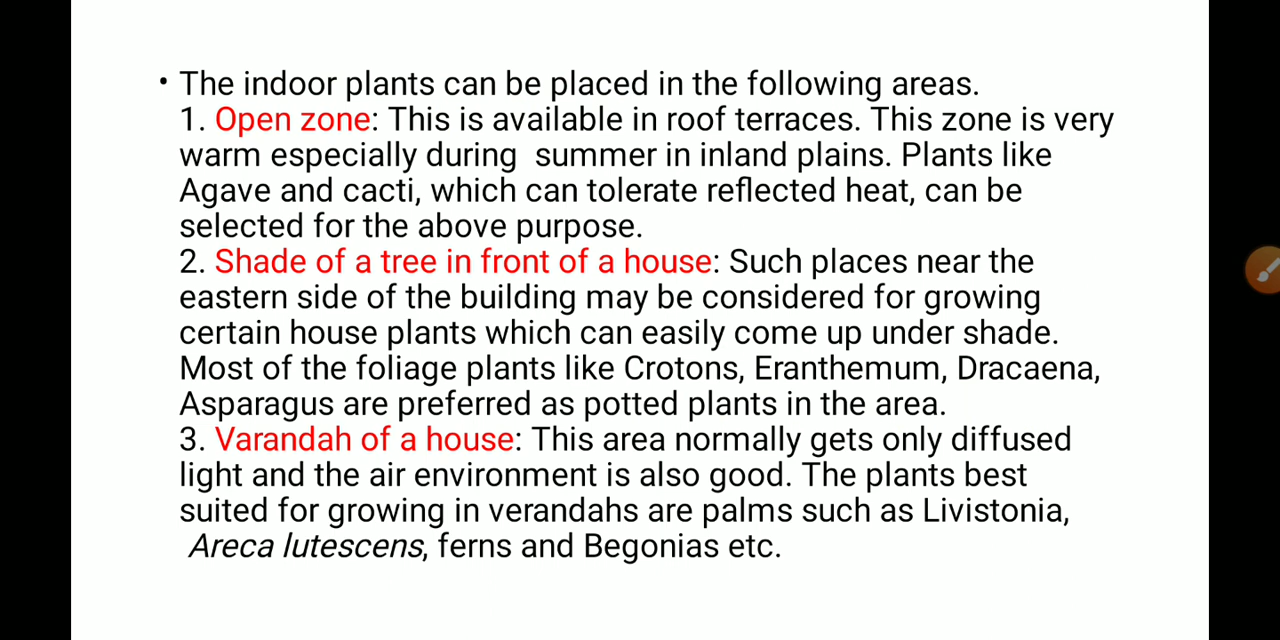 • The indoor plants can be placed in the following areas.
1. Open zone: This is available in roof terraces. This zone is very
warm especially during  summer in inland plains. Plants like
Agave and cacti, which can tolerate reflected heat, can be
selected for the above purpose.
2. Shade of a tree in front of a house: Such places near the
eastern side of the building may be considered for growing
certain house plants which can easily come up under shade.
Most of the foliage plants like Crotons, Eranthemum, Dracaena,
Asparagus are preferred as potted plants in the area.
3. Varandah of a house: This area normally gets only diffused
light and the air environment is also good. The plants best
suited for growing in verandahs are palms such as Livistonia,
Areca lutescens, ferns and Begonias etc.